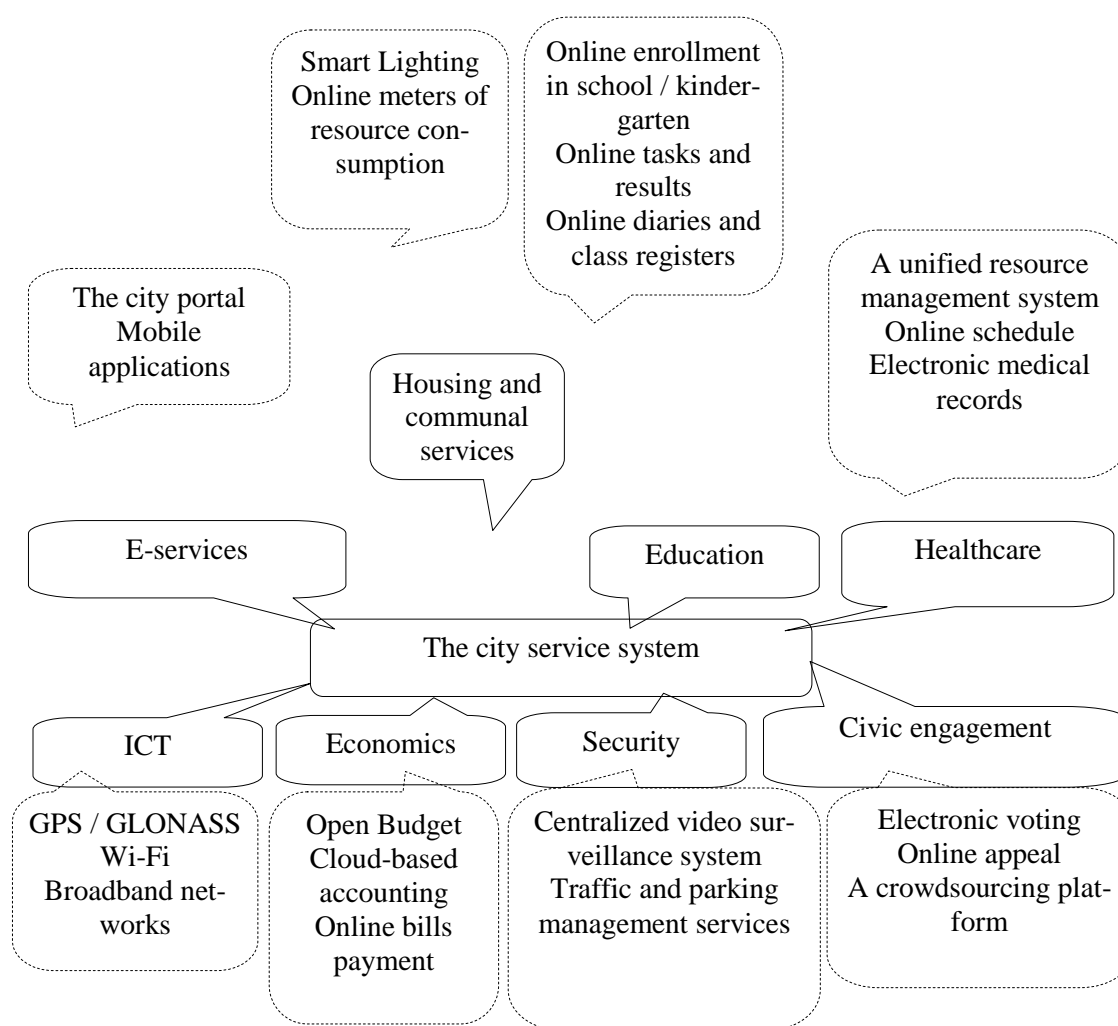 Smart Lighting
Online meters of
resource con-
sumption
Online enrollment
in school / kinder-
garten
Online tasks and
results
Online diaries and
class registers
A unified resource
management system
Online schedule
Electronic medical
records
The city portal
Mobile
applications
Housing and
communal
services
E-services
Education
Healthcare
The city service system
ICT
Economics
Security
Civic engagement
GPS / GLONASS
Wi-Fi
Broadband net-
works
Open Budget
Cloud-based
accounting
Online bills
payment
Centralized video sur-
veillance system
Traffic and parking
management services
Electronic voting
Online appeal
A crowdsourcing plat-
form